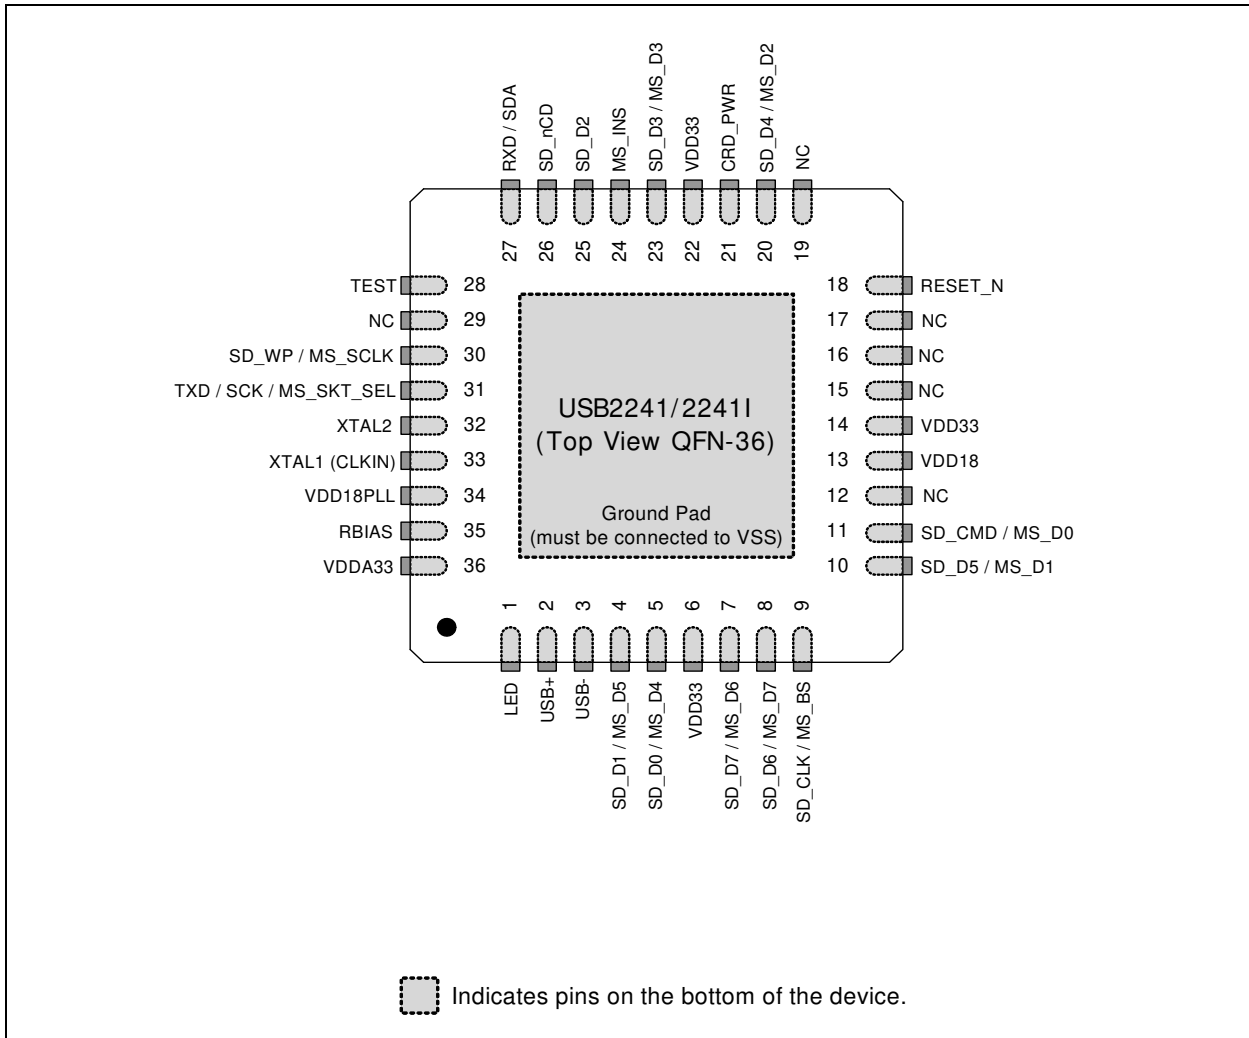 RXD / SDA
SD_nCD
SD_D2
MS_INS
SD_D3 / MS_D3
VDD33
CRD_PWR
SD_D4 / MS_D2
NC
27
26
25
24
23
22
21
20
19
TEST 28
NC 29
SD_WP / MS_SCLK 30
TXD / SCK / MS_SKT_SEL 31
XTAL2 32
XTAL1 (CLKIN) 33
VDD18PLL 34
RBIAS 35
VDDA33 36
USB2241/2241I
(Top View QFN-36)
Ground Pad
(must be connected to VSS)
18 RESET_N
17 NC
16 NC
15 NC
14 VDD33
13 VDD18
12 NC
11 SD_CMD / MS_D0
10 SD_D5 / MS_D1
1
2
3
4
5
6
7
8
9
LED
USB+
USB-
SD_D1 / MS_D5
SD_D0 / MS_D4
VDD33
SD_D7 / MS_D6
SD_D6 / MS_D7
SD_CLK / MS_BS
Indicates pins on the bottom of the device.